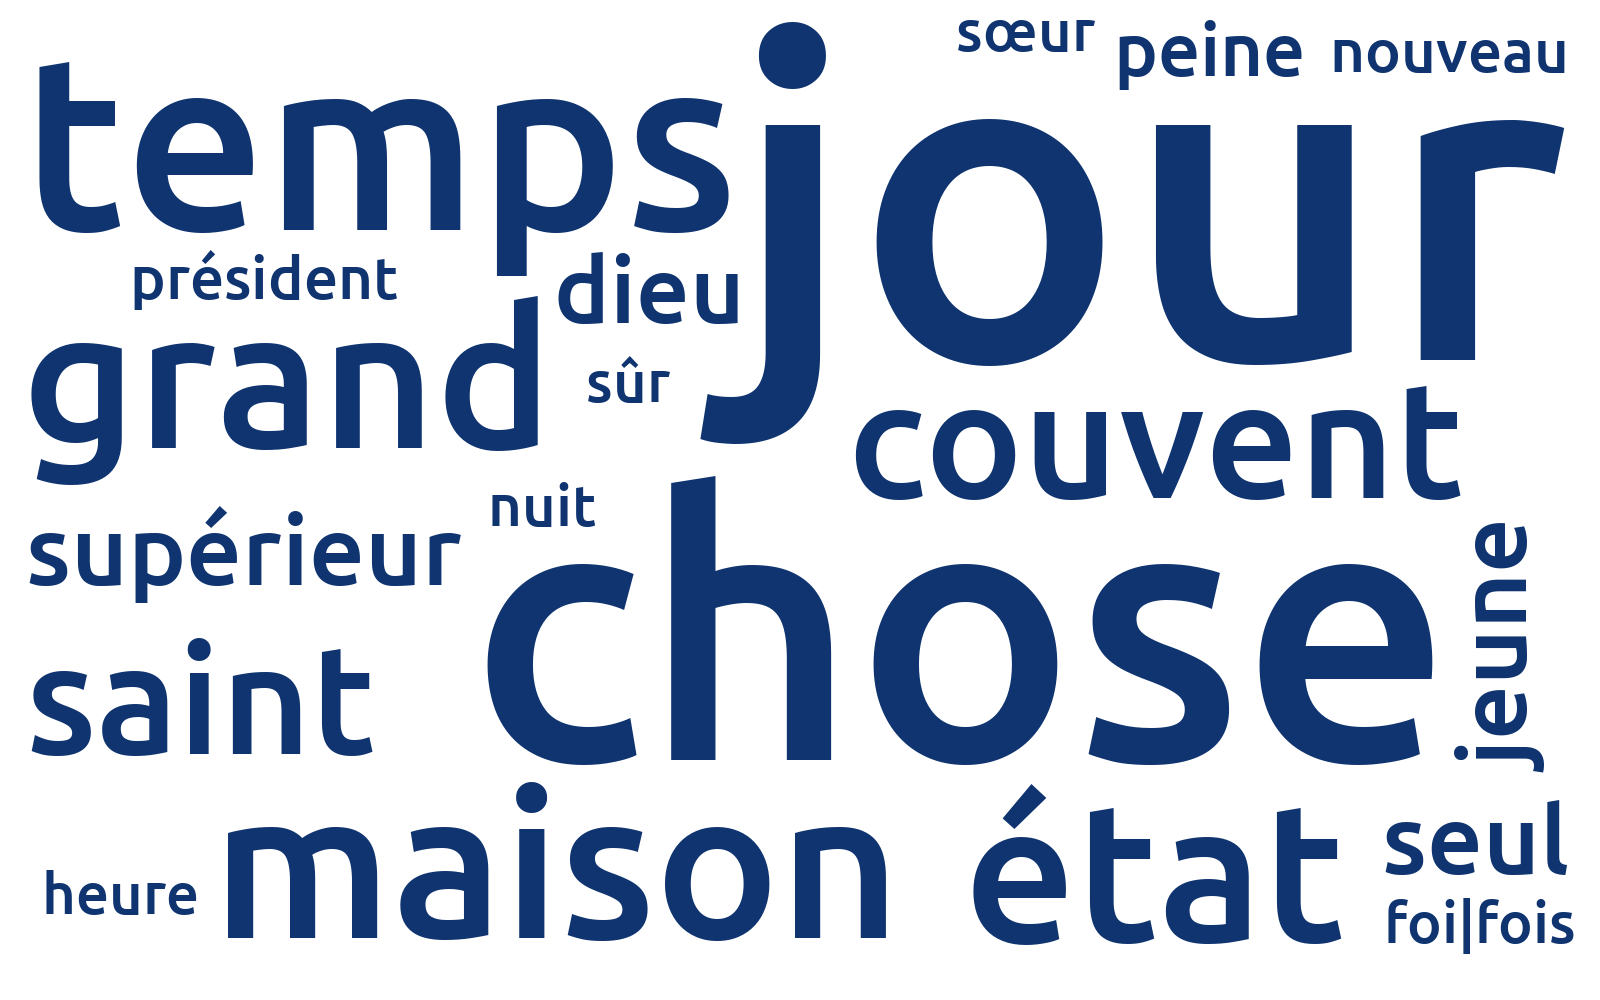 sœur peine nouveau
temps jour
président dieu
grand sûr
couvent
supérieur nuit chose jeune
saint
maison état seul
heure foi|fois